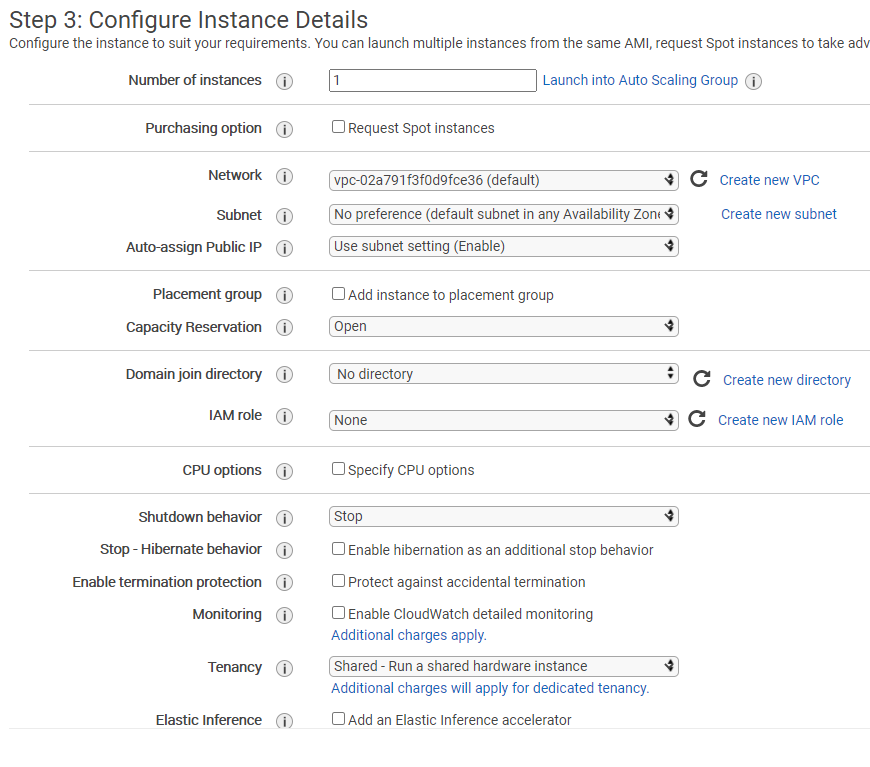 Step 3: Configure Instance Details
Configure the instance to suit your requirements. You can launch multiple instances from the same AMI, request Spot instances to take adv
Number of instances i 1 Launch into Auto Scaling Group i
Purchasing option i Request Spot instances
Network i vpc-02a791f3f0d9fce36 (default) Create new VPC
Subnet i No preference (default subnet in any Availability Zone Create new subnet
Auto-assign Public IP i Use subnet setting (Enable)
Placement group i Add instance to placement group
Capacity Reservation i Open
Domain join directory i No directory Create new directory
IAM role i None Create new IAM role
CPU options i Specify CPU options
Shutdown behavior i Stop
Stop - Hibernate behavior i Enable hibernation as an additional stop behavior
Enable termination protection i Protect against accidental termination
Monitoring i Enable CloudWatch detailed monitoring
Additional charges apply.
Tenancy i Shared - Run a shared hardware instance
Additional charges will apply for dedicated tenancy.
Elastic Inference i Add an Elastic Inference accelerator